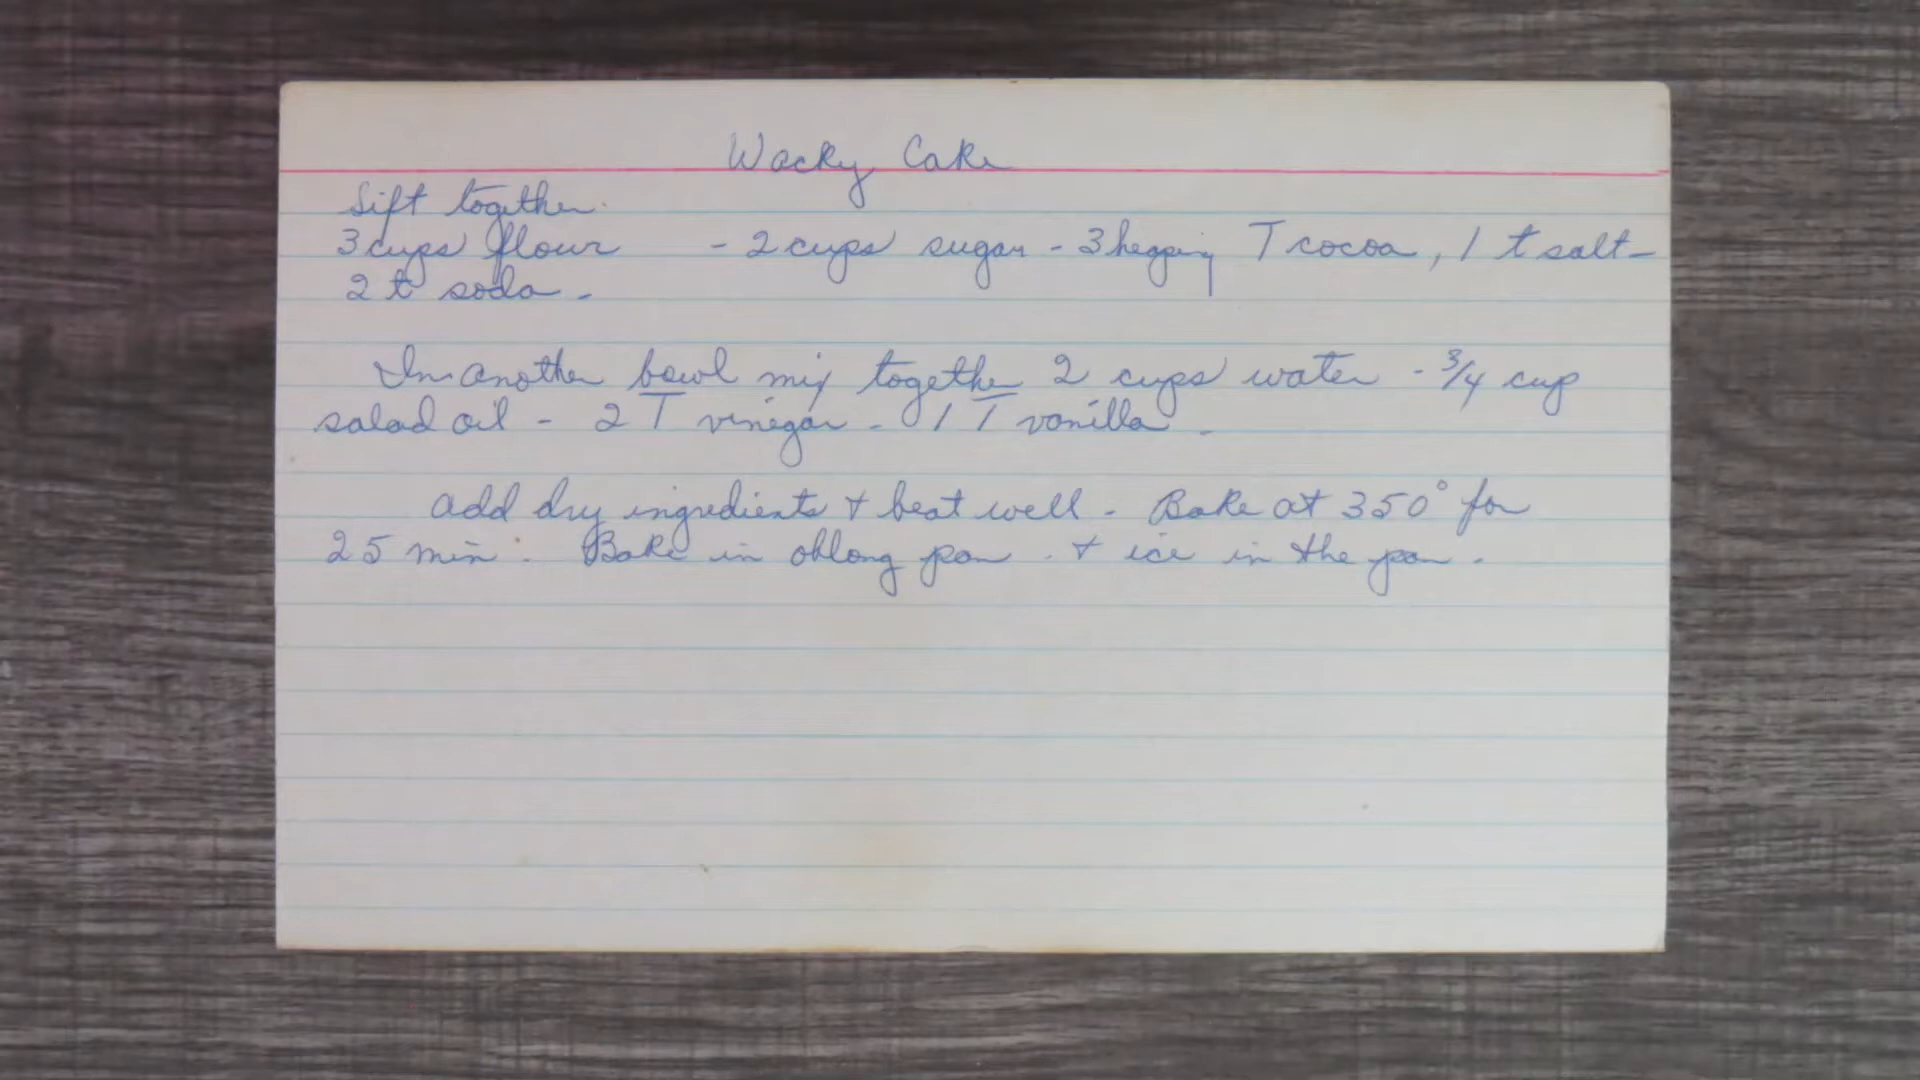 Wacky Cake
Sift together.
3 cups flour - 2 cups sugar - 3 hegping T cocoa, 1 t salt -
2 t soda -
In another bowl mix together 2 cups water - 3/4 cup
salad oil - 2 T vinegar - 1 T vanilla -
add dry ingredients + beat well - Bake at 350° for
25 min. Bake in oblong pan. + ice in the pan.